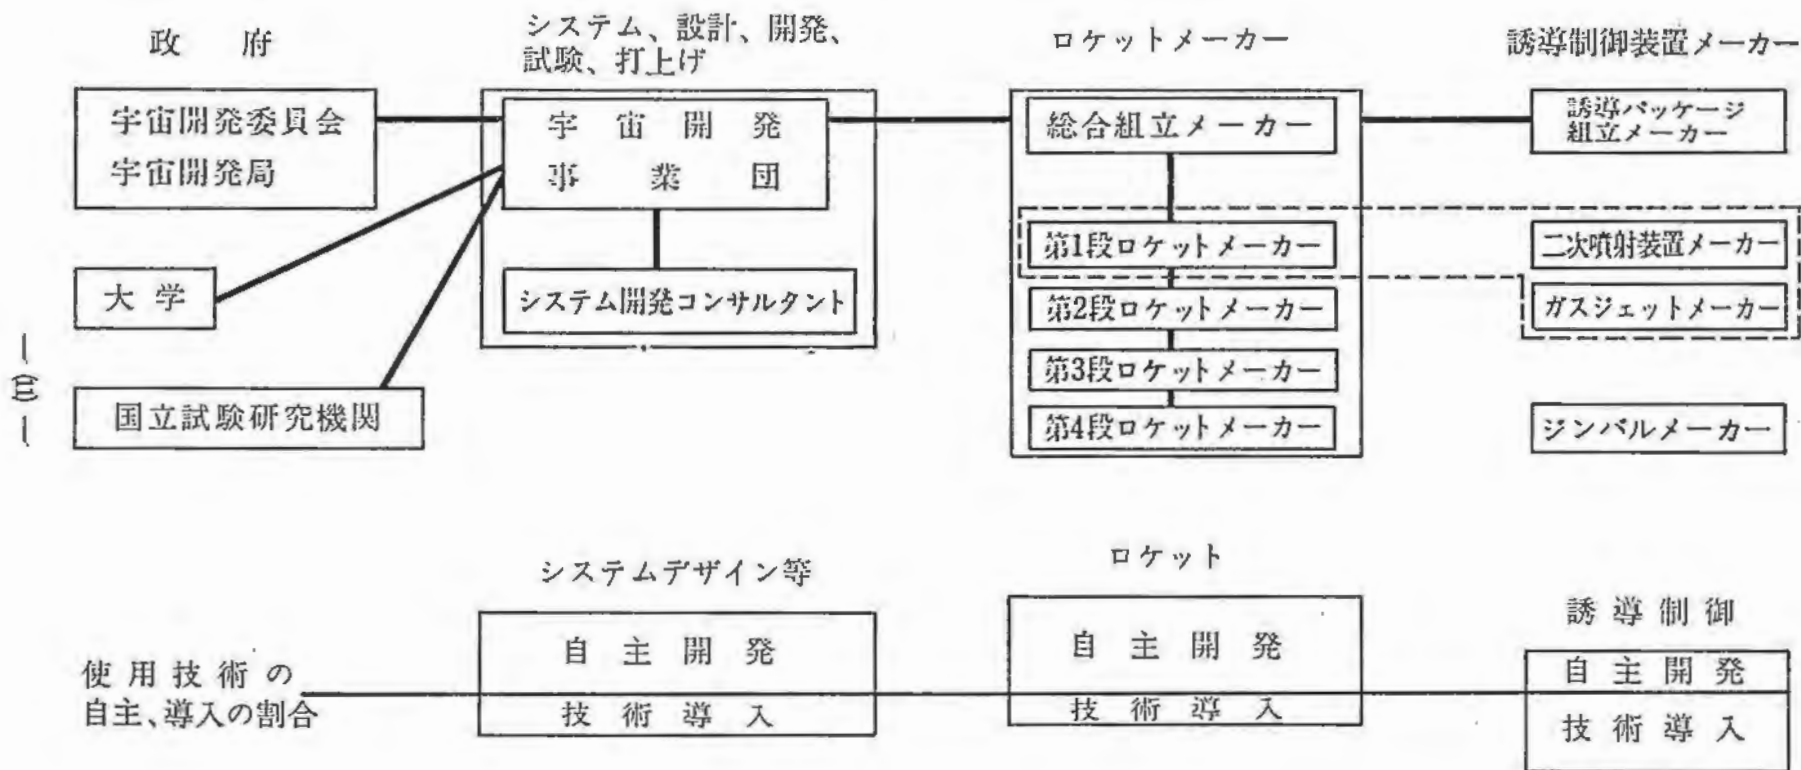 政府
宇宙開発委員会
宇宙開発局
大学
国立試験研究機関
システム、設計、開発、
試験、打上げ
宇宙開発
事業団
システム開発コンサルタント
ロケットメーカー
総合組立メーカー
第1段ロケットメーカー
第2段ロケットメーカー
第3段ロケットメーカー
第4段ロケットメーカー
誘導制御装置メーカー
誘導パッケージ
組立メーカー
二次噴射装置メーカー
ガスジェットメーカー
ジンバルメーカー
使用技術の
自主、導入の割合
システムデザイン等
自主開発
技術導入
ロケット
自主開発
技術導入
誘導制御
自主開発
技術導入